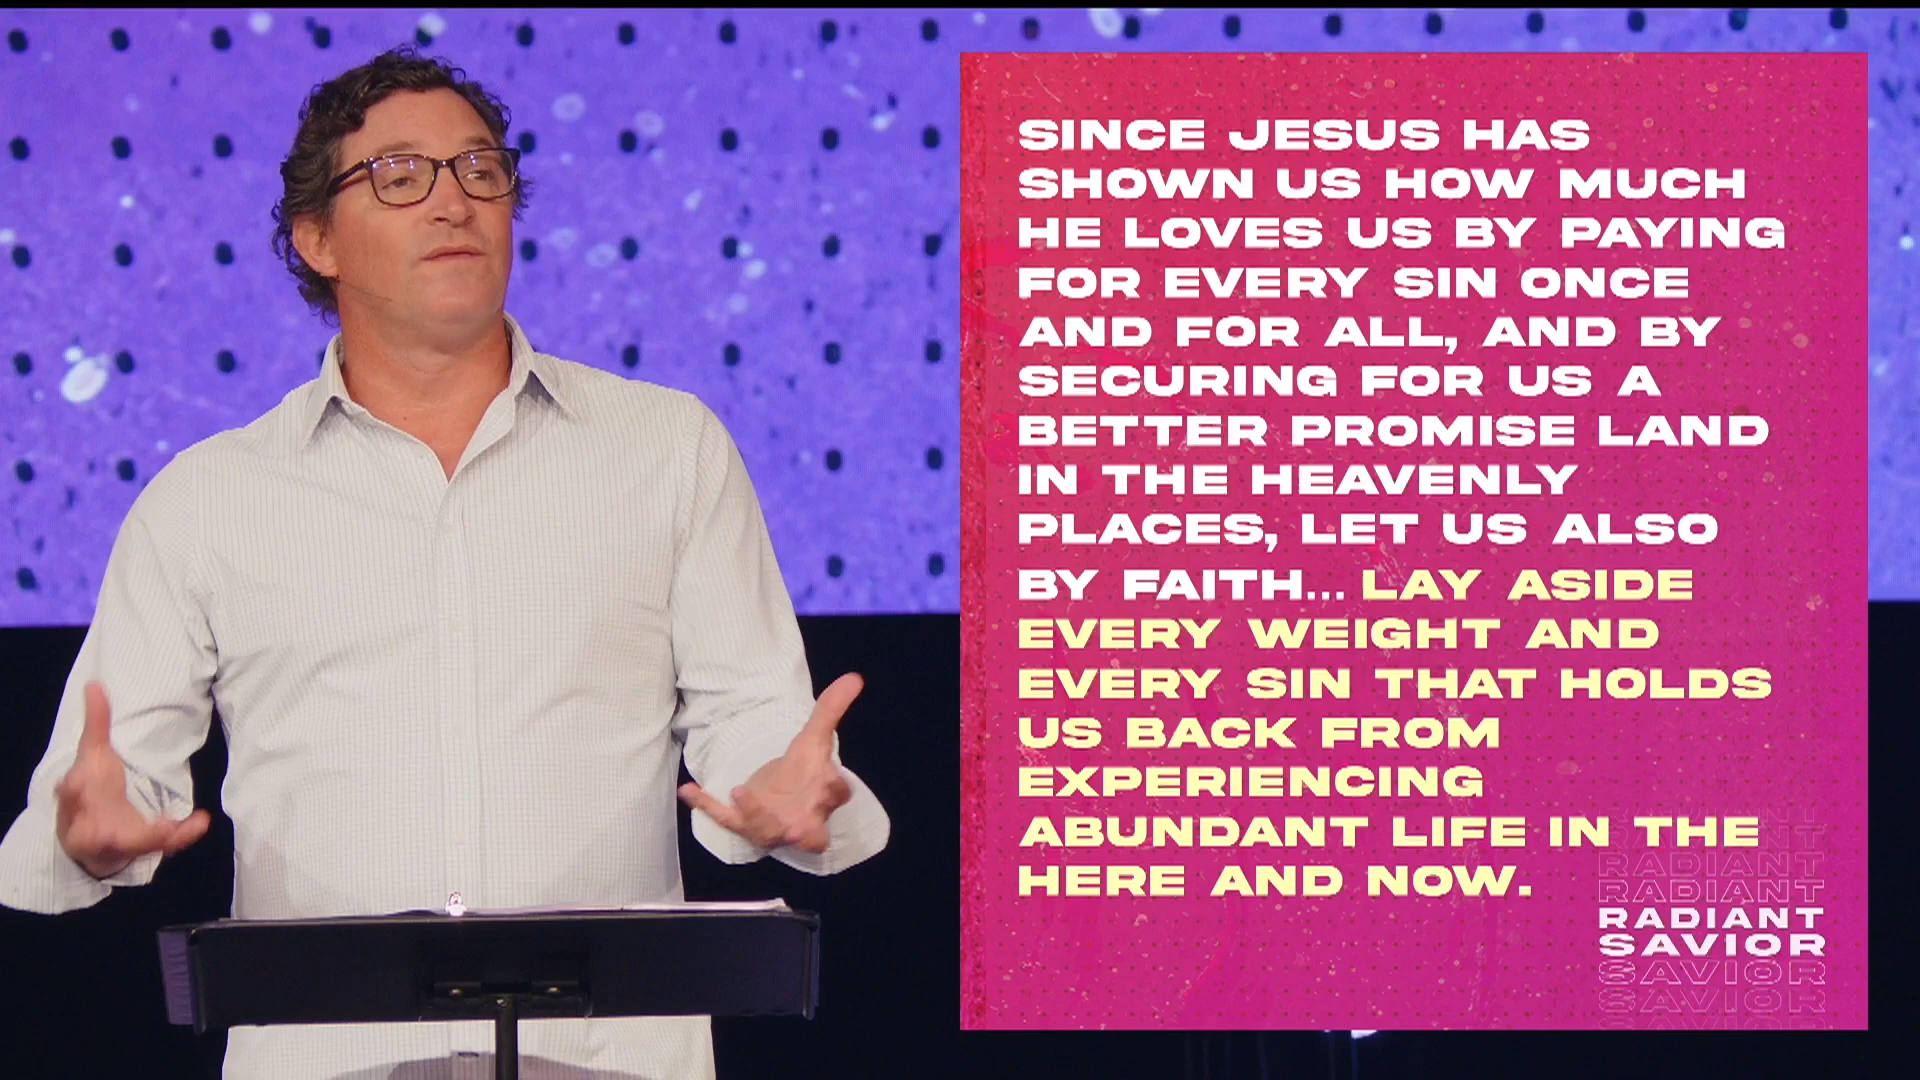 SINCE JESUS HAS
SHOWN US HOW MUCH
HE LOVES US BY PAYING
FOR EVERY SIN ONCE
AND FOR ALL, AND BY
SECURING FOR US A
BETTER PROMISE LAND
IN THE HEAVENLY
PLACES, LET US ALSO
BY FAITH... LAY ASIDE
EVERY WEIGHT AND
EVERY SIN THAT HOLDS
US BACK FROM
EXPERIENCING
ABUNDANT LIFE IN THE
HERE AND NOW.
RADIANT
RADIANT
RADIANT
RADIANT
SAVIOR
SAVIOR
SAVIOR